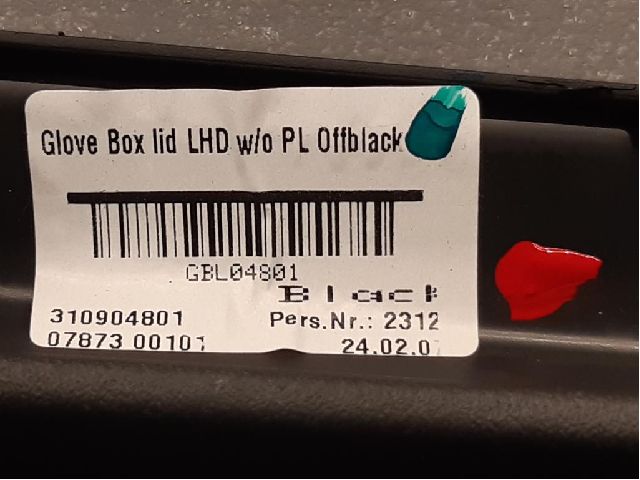 Glove Box lid LHD w/o PL Offblack
GBL04801
Black
310904801 Pers.Nr.: 2312
07873 00101 24.02.07